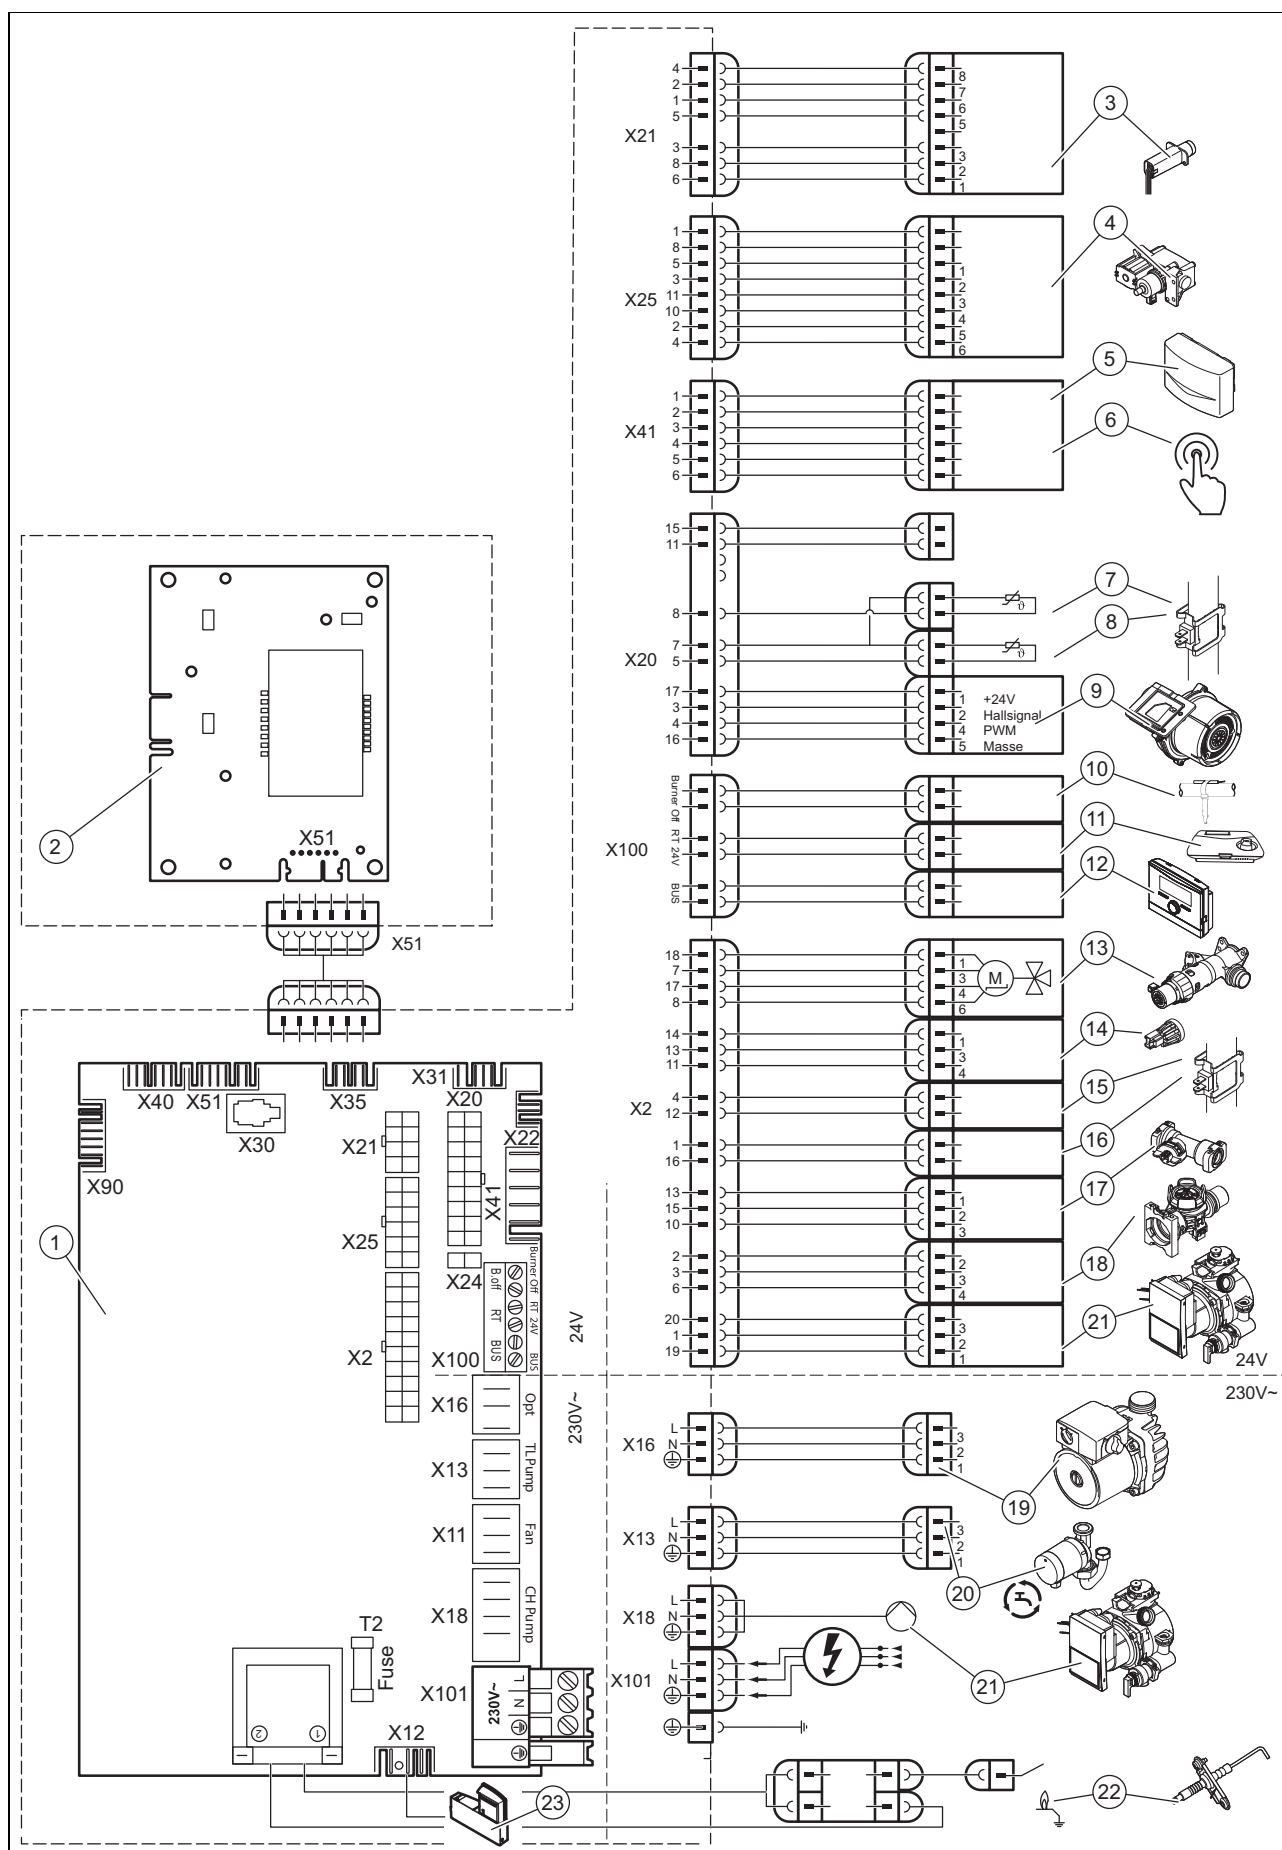 4
2
1
5
3
8
6
X21
8
7
6
5
3
2
1
3
1
8
5
3
11
10
2
4
X25
1
2
3
4
5
6
4
1
2
3
4
5
6
X41
5
6
15
11
8
7
5
17
3
4
16
X20
ϑ
ϑ
1 +24V
2 Hallsignal
4 PWM
5 Masse
7
8
9
Burner Off
RT 24V
BUS
X100
10
11
12
18
7
17
8
14
13
11
4
12
1
16
13
15
10
2
3
6
20
1
19
X2
1
3
4
6
M
1
3
4
1
2
3
2
3
4
3
2
1
13
14
15
16
17
18
21
24V
230V~
L
N
X16
3
2
1
19
L
N
X13
3
2
1
20
L
N
X18
L
N
X101
21
22
23
2
X51
X51
1
X40
X51
X30
X35
X31
X20
X22
X90
X21
X41
X25
X24
X2
B.off
RT
BUS
Burner Off
RT 24V
BUS
X100
24V
230V~
X16
Opt
X13
TLPump
X11
Fan
X18
CH Pump
X101
230V~
L
N
T2
Fuse
X12
2
1